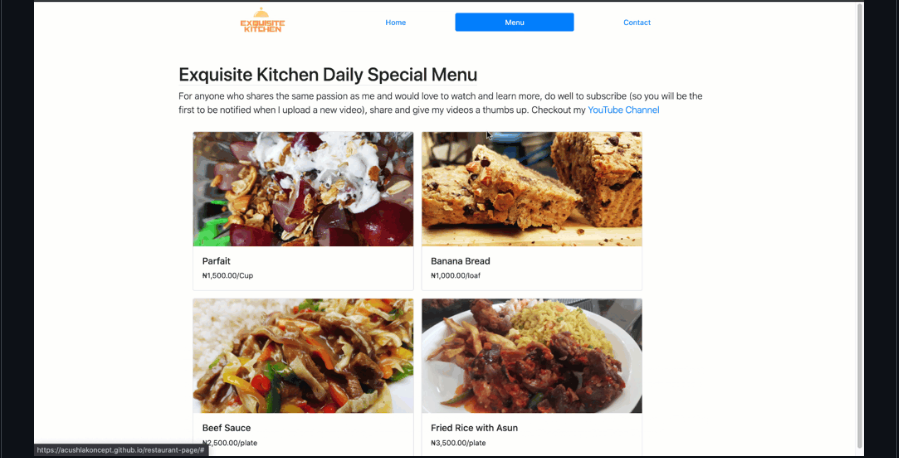 EXQUISITE
KITCHEN
Home
Menu
Contact
Exquisite Kitchen Daily Special Menu
For anyone who shares the same passion as me and would love to watch and learn more, do well to subscribe (so you will be the
first to be notified when I upload a new video), share and give my videos a thumbs up. Checkout my YouTube Channel
Parfait
₦1,500.00/Cup
Banana Bread
₦1,000.00/loaf
Beef Sauce
₦2,500.00/plate
Fried Rice with Asun
₦3,500.00/plate
https://acushlakoncept.github.io/restaurant-page/#